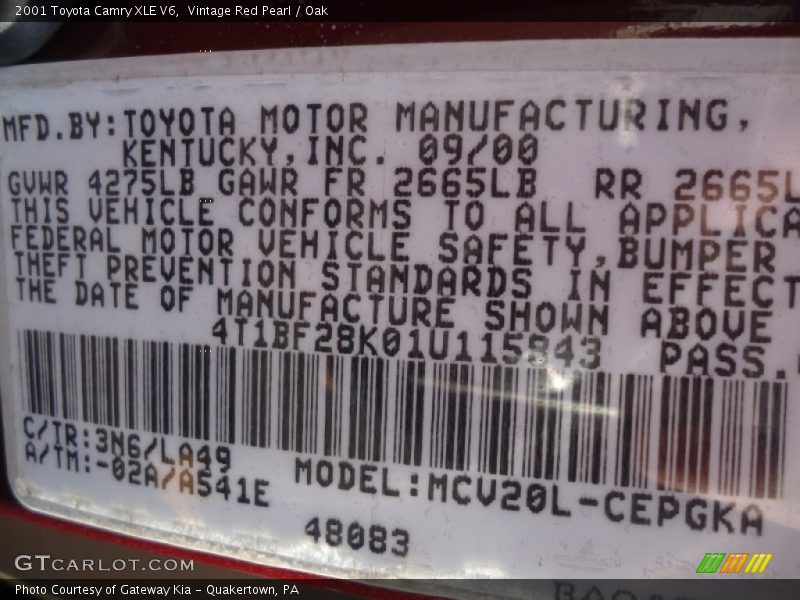 2001 Toyota Camry XLE V6,  Vintage Red Pearl / Oak
MFD.BY:TOYOTA MOTOR MANUFACTURING,
KENTUCKY,INC. 09/00
GVWR 4275LB GAWR FR 2665LB RR 2665L
THIS VEHICLE CONFORMS TO ALL APPLICA
FEDERAL MOTOR VEHICLE SAFETY,BUMPER
THEFT PREVENTION STANDARDS IN EFFECT
THE DATE OF MANUFACTURE SHOWN ABOVE
4T1BF28K01U115843 PASS.
C/TR:3N6/LA49
A/TM:-02A/A541E
MODEL:MCV20L-CEPGKA
48083
GTCARLOT.COM
Photo Courtesy of Gateway Kia - Quakertown, PA